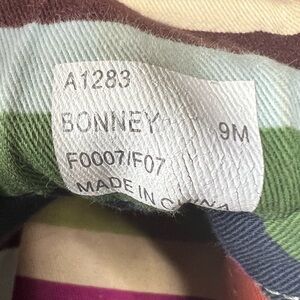 A1283
BONNEY 9M
F0007/F07
MADE IN CHINA